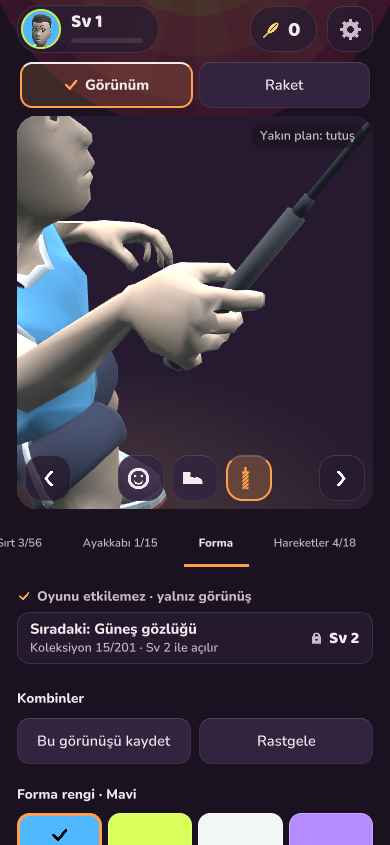 Sv 1
0
Görünüm
Raket
Yakın plan: tutuş
Sırt 3/56
Ayakkabı 1/15
Forma
Hareketler 4/18
Oyunu etkilemez · yalnız görünüş
Sıradaki: Güneş gözlüğü
Koleksiyon 15/201 · Sv 2 ile açılır
Sv 2
Kombinler
Bu görünüşü kaydet
Rastgele
Forma rengi · Mavi